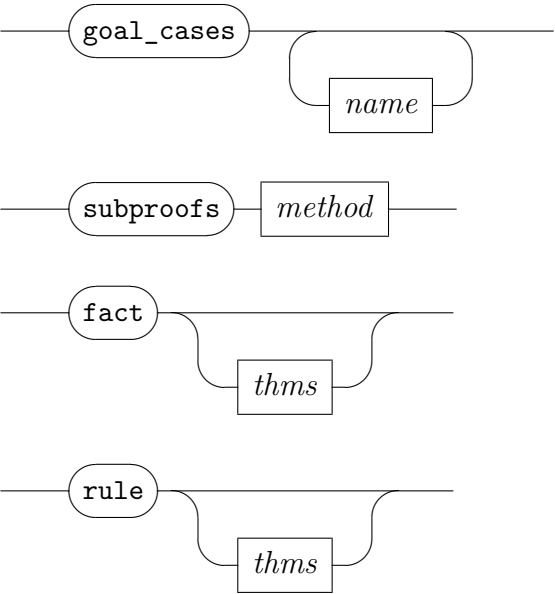 goal_cases
name
subproofs method
fact
thms
rule
thms